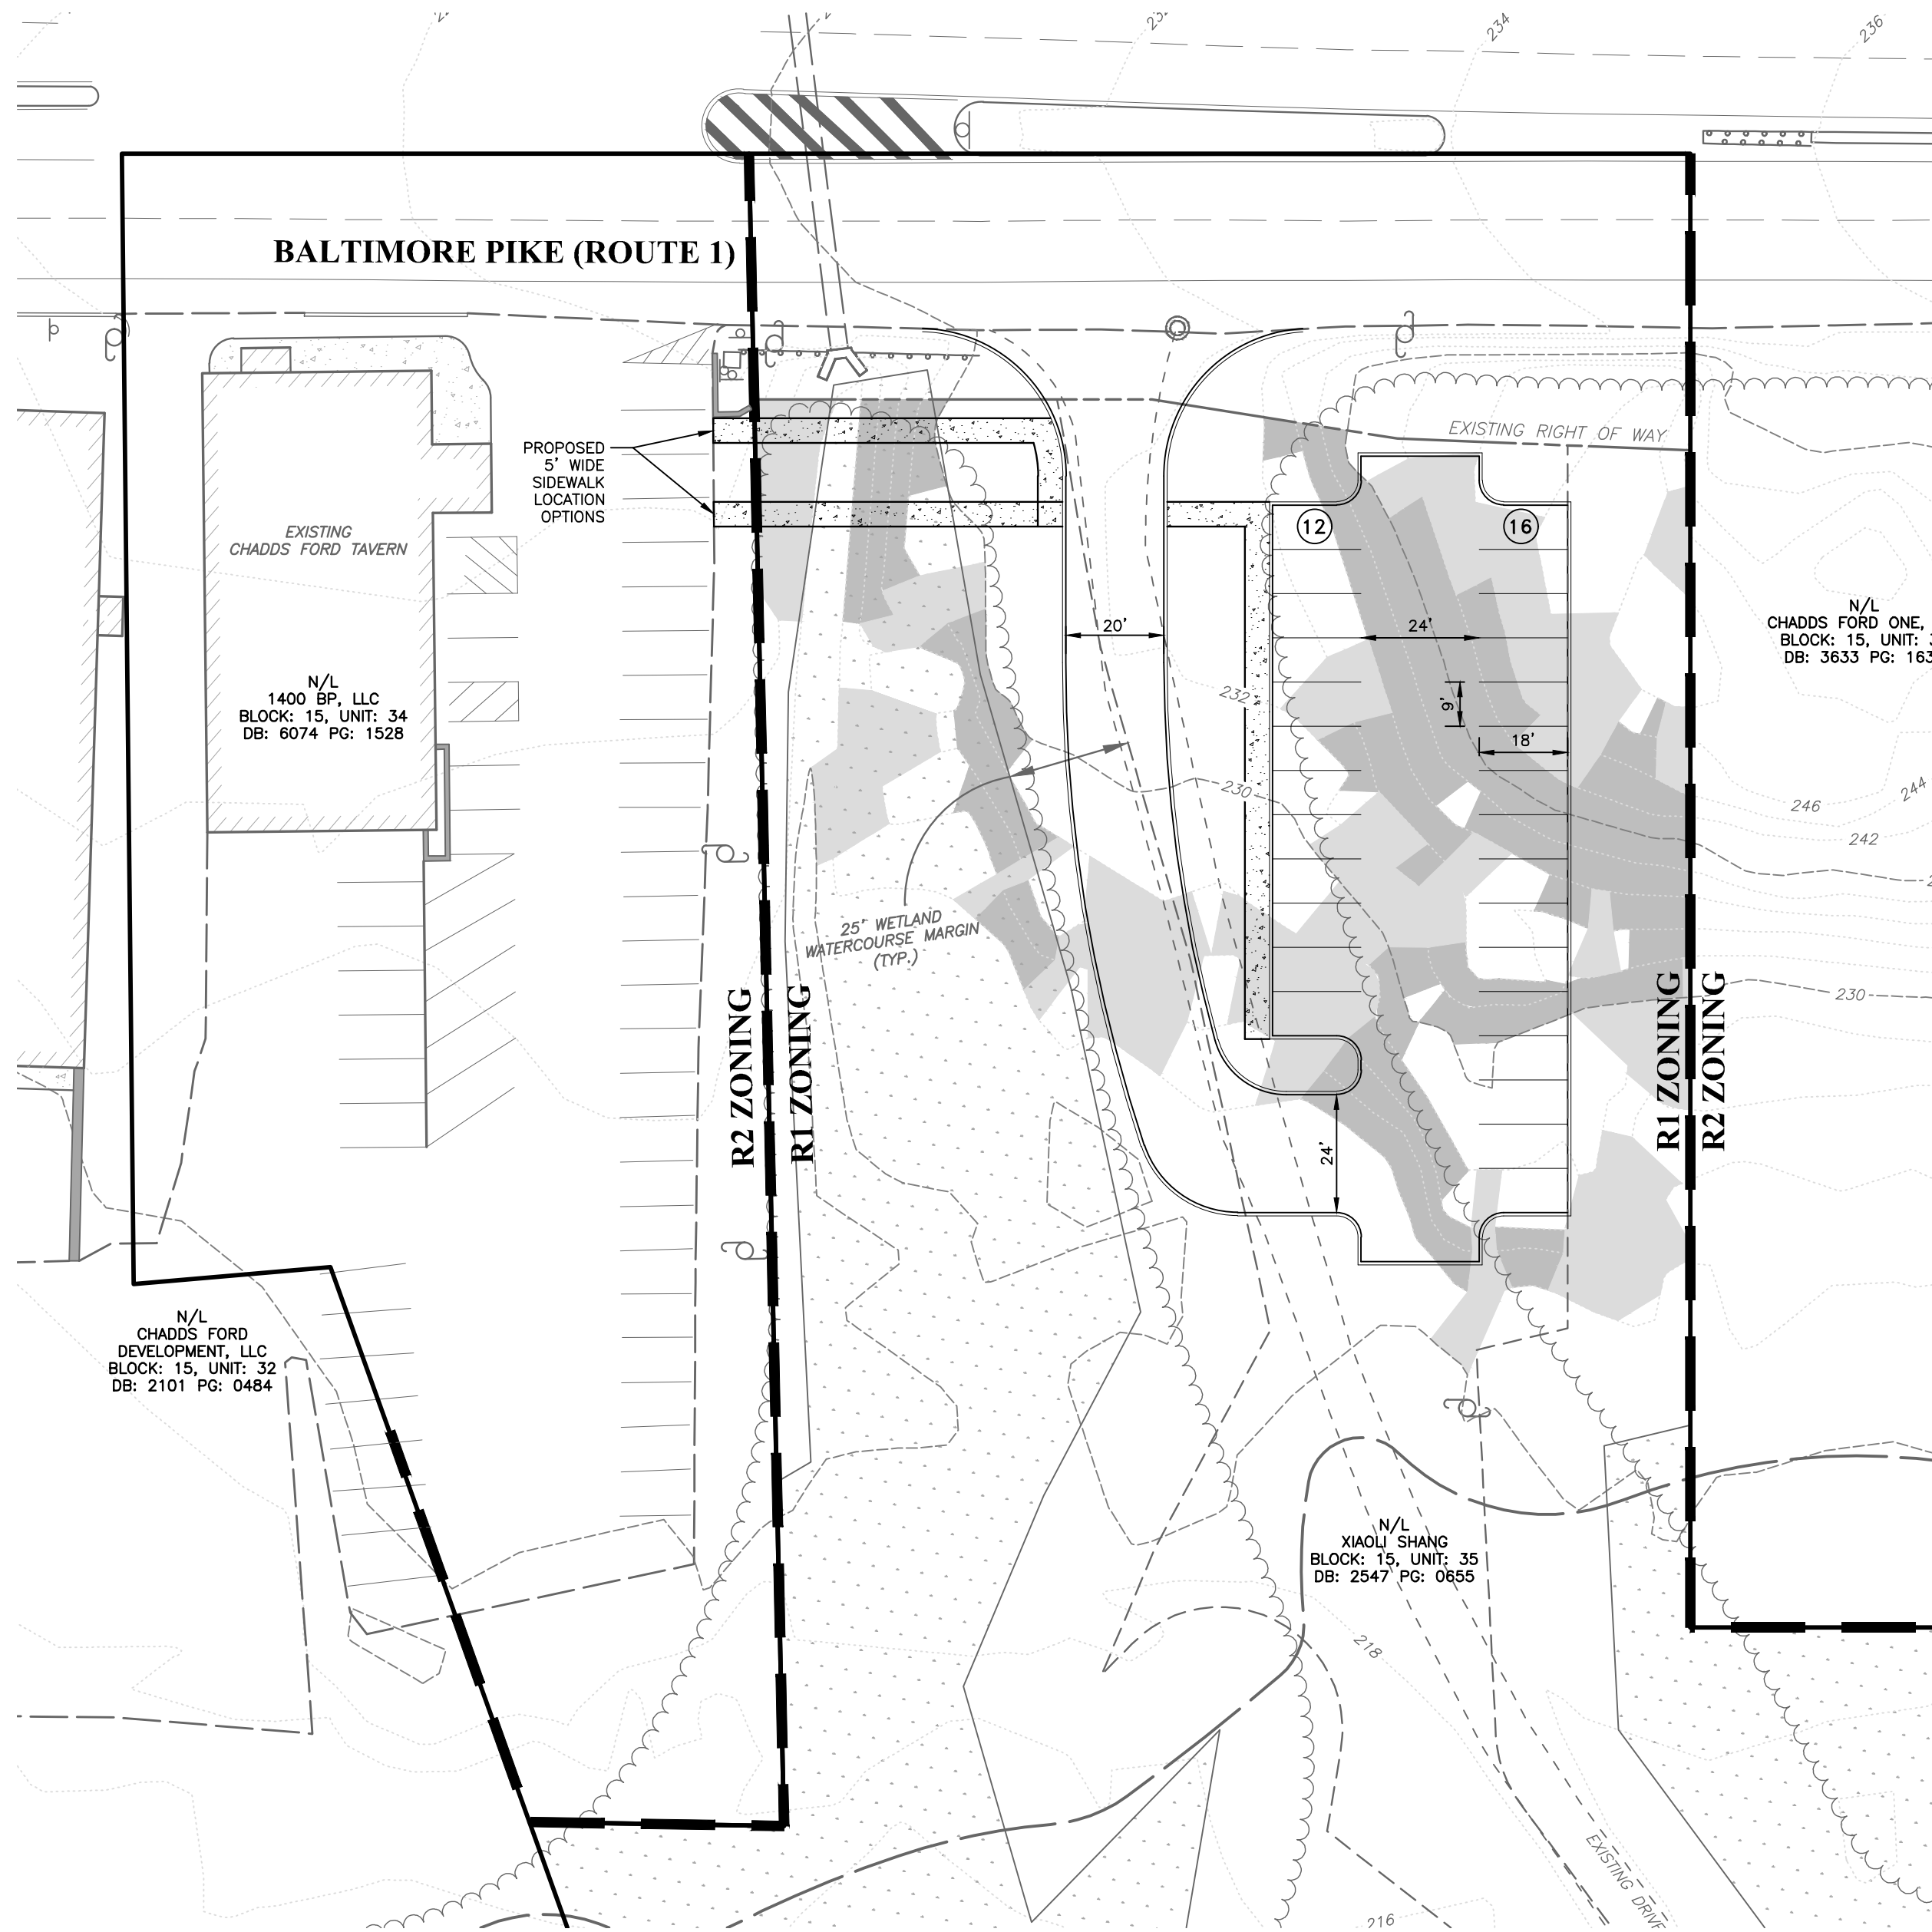 234
236
BALTIMORE PIKE (ROUTE 1)
EXISTING RIGHT OF WAY
PROPOSED
5' WIDE
SIDEWALK
LOCATION
OPTIONS
EXISTING
CHADDS FORD TAVERN
12
16
N/L
CHADDS FORD ONE,
BLOCK: 15, UNIT:
DB: 3633 PG:
20'
24'
N/L
1400 BP, LLC
BLOCK: 15, UNIT: 34
DB: 6074 PG: 1528
232
9'
18'
230
246
244
242
25' WETLAND
WATERCOURSE MARGIN
(TYP.)
230
R2 ZONING
R1 ZONING
R1 ZONING
R2 ZONING
24'
N/L
CHADDS FORD
DEVELOPMENT, LLC
BLOCK: 15, UNIT: 32
DB: 2101 PG: 0484
N/L
XIAOLI SHANG
BLOCK: 15, UNIT: 35
DB: 2547 PG: 0655
218
EXISTING DRIVE
216